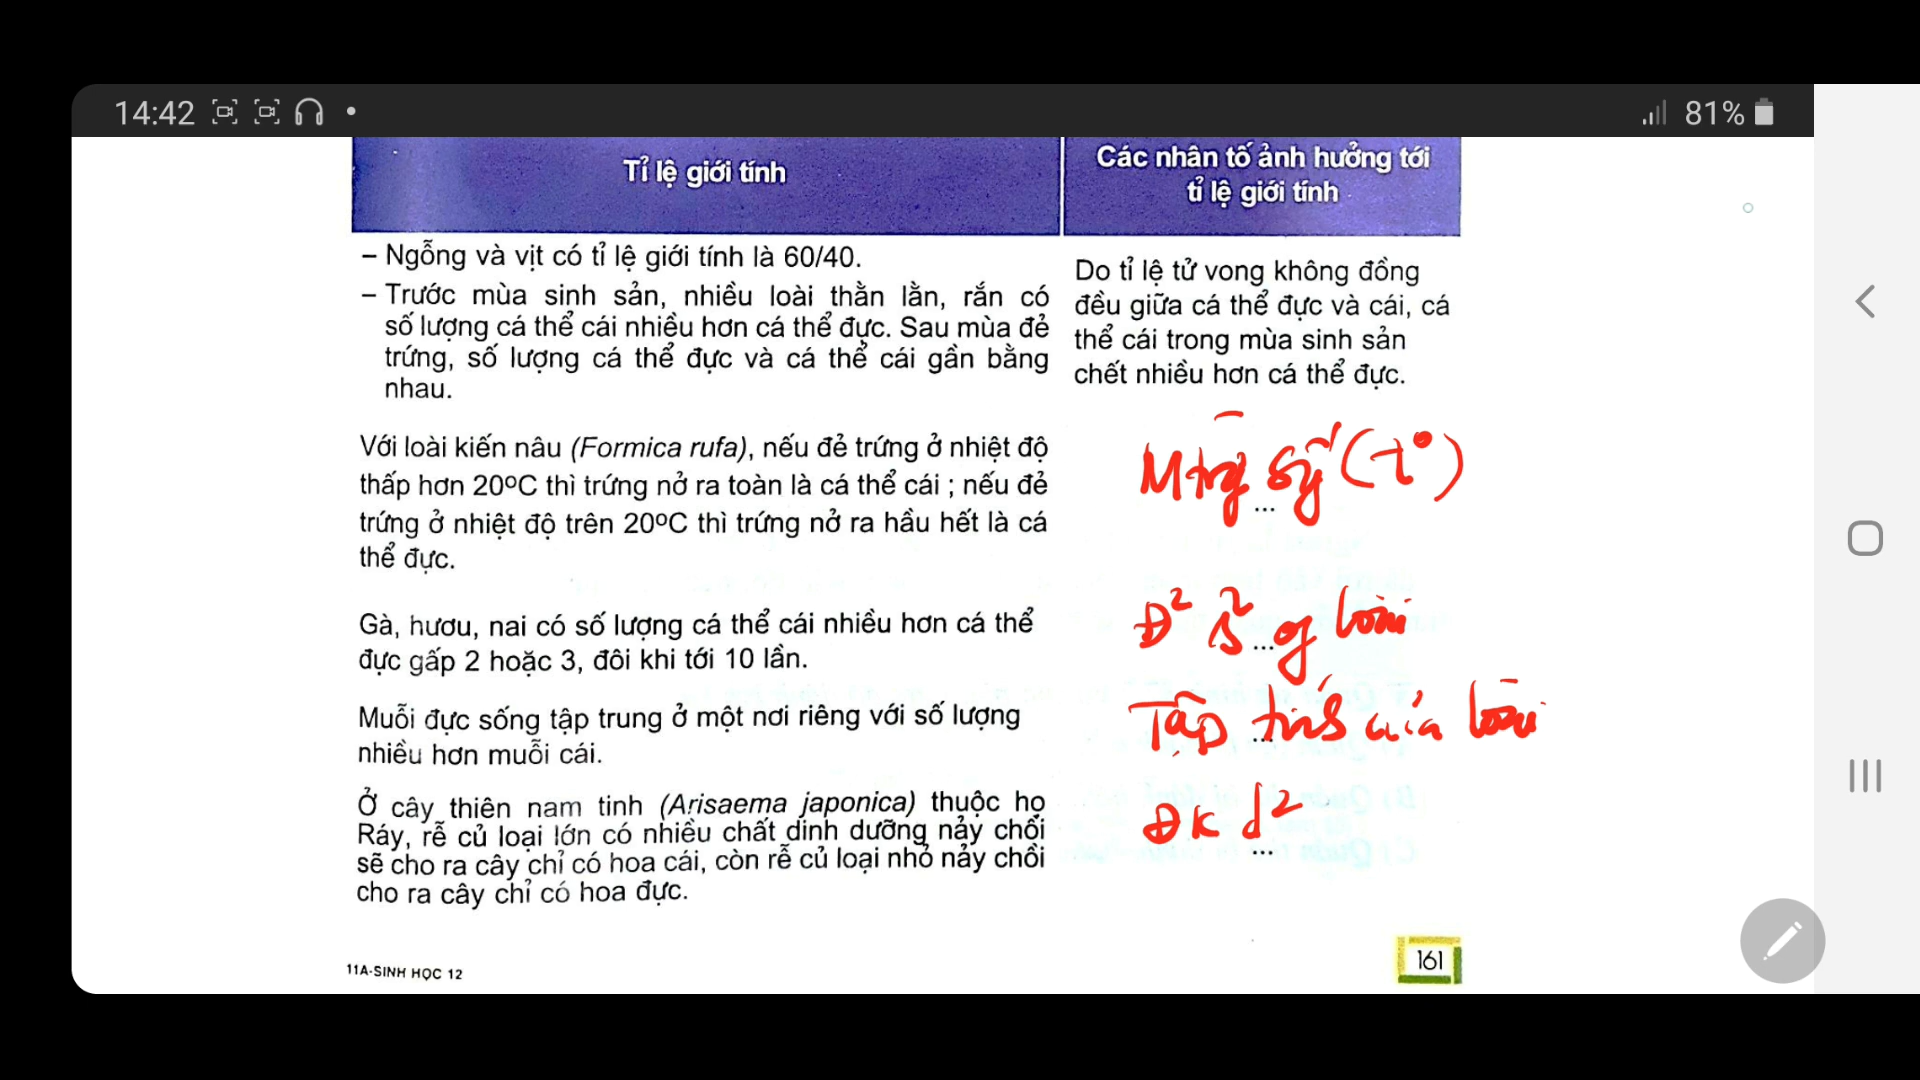 14:42
81%
Tỉ lệ giới tính
Các nhân tố ảnh hưởng tới
tỉ lệ giới tính
– Ngỗng và vịt có tỉ lệ giới tính là 60/40.
– Trước mùa sinh sản, nhiều loài thằn lằn, rắn có
số lượng cá thể cái nhiều hơn cá thể đực. Sau mùa đẻ
trứng, số lượng cá thể đực và cá thể cái gần bằng
nhau.
Do tỉ lệ tử vong không đồng
đều giữa cá thể đực và cái, cá
thể cái trong mùa sinh sản
chết nhiều hơn cá thể đực.
Với loài kiến nâu (Formica rufa), nếu đẻ trứng ở nhiệt độ
thấp hơn 20ºC thì trứng nở ra toàn là cá thể cái ; nếu đẻ
trứng ở nhiệt độ trên 20ºC thì trứng nở ra hầu hết là cá
thể đực.
(t°)
...
Gà, hươu, nai có số lượng cá thể cái nhiều hơn cá thể
đực gấp 2 hoặc 3, đôi khi tới 10 lần.
Đ² s² loài
...
Muỗi đực sống tập trung ở một nơi riêng với số lượng
nhiều hơn muỗi cái.
Tập tính của loài
...
Ở cây thiên nam tinh (Arisaema japonica) thuộc họ
Ráy, rễ củ loại lớn có nhiều chất dinh dưỡng nảy chồi
sẽ cho ra cây chỉ có hoa cái, còn rễ củ loại nhỏ nảy chồi
cho ra cây chỉ có hoa đực.
ĐK d²
...
11A-SINH HỌC 12
161